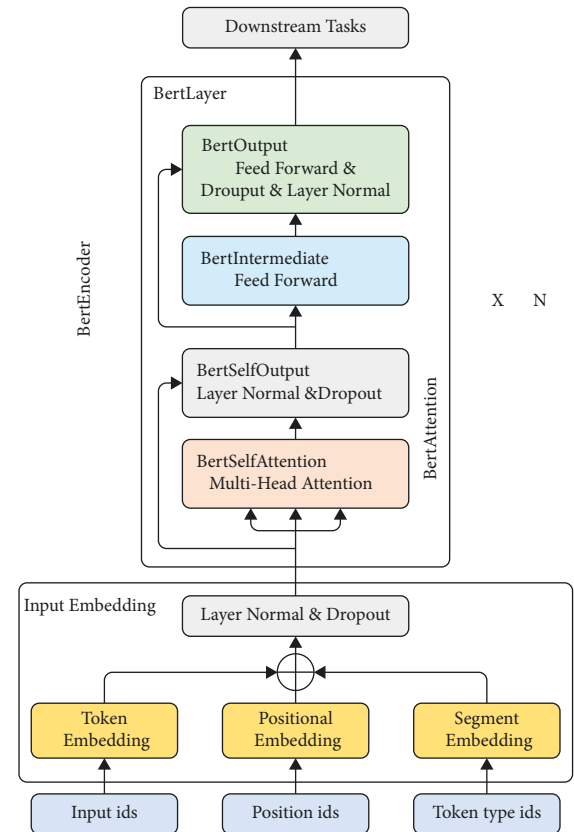 Downstream Tasks
BertLayer
BertOutput
Feed Forward &
Drouput & Layer Normal
BertIntermediate
Feed Forward
BertEncoder
X N
BertSelfOutput
Layer Normal &Dropout
BertAttention
BertSelfAttention
Multi-Head Attention
Input Embedding
Layer Normal & Dropout
Token
Embedding
Positional
Embedding
Segment
Embedding
Input ids
Position ids
Token type ids